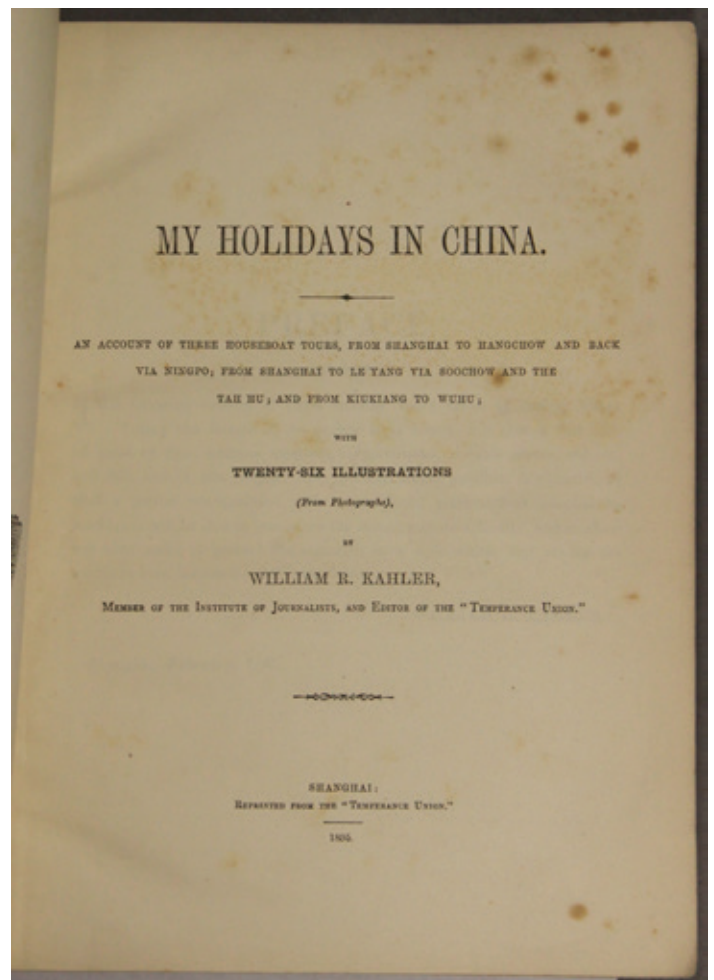 MY HOLIDAYS IN CHINA.
AN ACCOUNT OF THREE HOUSEBOAT TOURS, FROM SHANGHAI TO HANGCHOW AND BACK
VIA NINGPO; FROM SHANGHAI TO LE YANG VIA SOOCHOW AND THE
TAH HU; AND FROM KIUKIANG TO WUHU;
WITH
TWENTY-SIX ILLUSTRATIONS
(From Photographs),
BY
WILLIAM R. KAHLER,
MEMBER OF THE INSTITUTE OF JOURNALISTS, AND EDITOR OF THE "TEMPERANCE UNION."
SHANGHAI:
REPRINTED FROM THE "TEMPERANCE UNION."